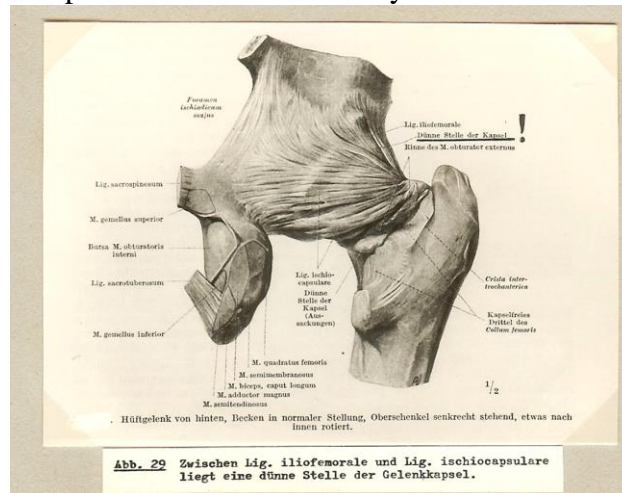 Foramen
ischiadicum
majus
Lig. iliofemorale
Dünne Stelle der Kapsel !
Rinne des M. obturator externus
Lig. sacrospinosum
M. gemellus superior
Bursa M. obturatoris
interni
Lig. sacrotuberosum
M. gemellus inferior
Lig. ischio-
capsulare
Dünne
Stelle der
Kapsel
(Aus-
sackungen)
Crista inter-
trochanterica
Kapselfreies
Drittel des
Collum femoris
M. quadratus femoris
M. semimembranosus
M. biceps, caput longum
M. adductor magnus
M. semitendinosus
1/2
Hüftgelenk von hinten, Becken in normaler Stellung, Oberschenkel senkrecht stehend, etwas nach
innen rotiert.
Abb. 29 Zwischen Lig. iliofemorale und Lig. ischiocapsulare
liegt eine dünne Stelle der Gelenkkapsel.